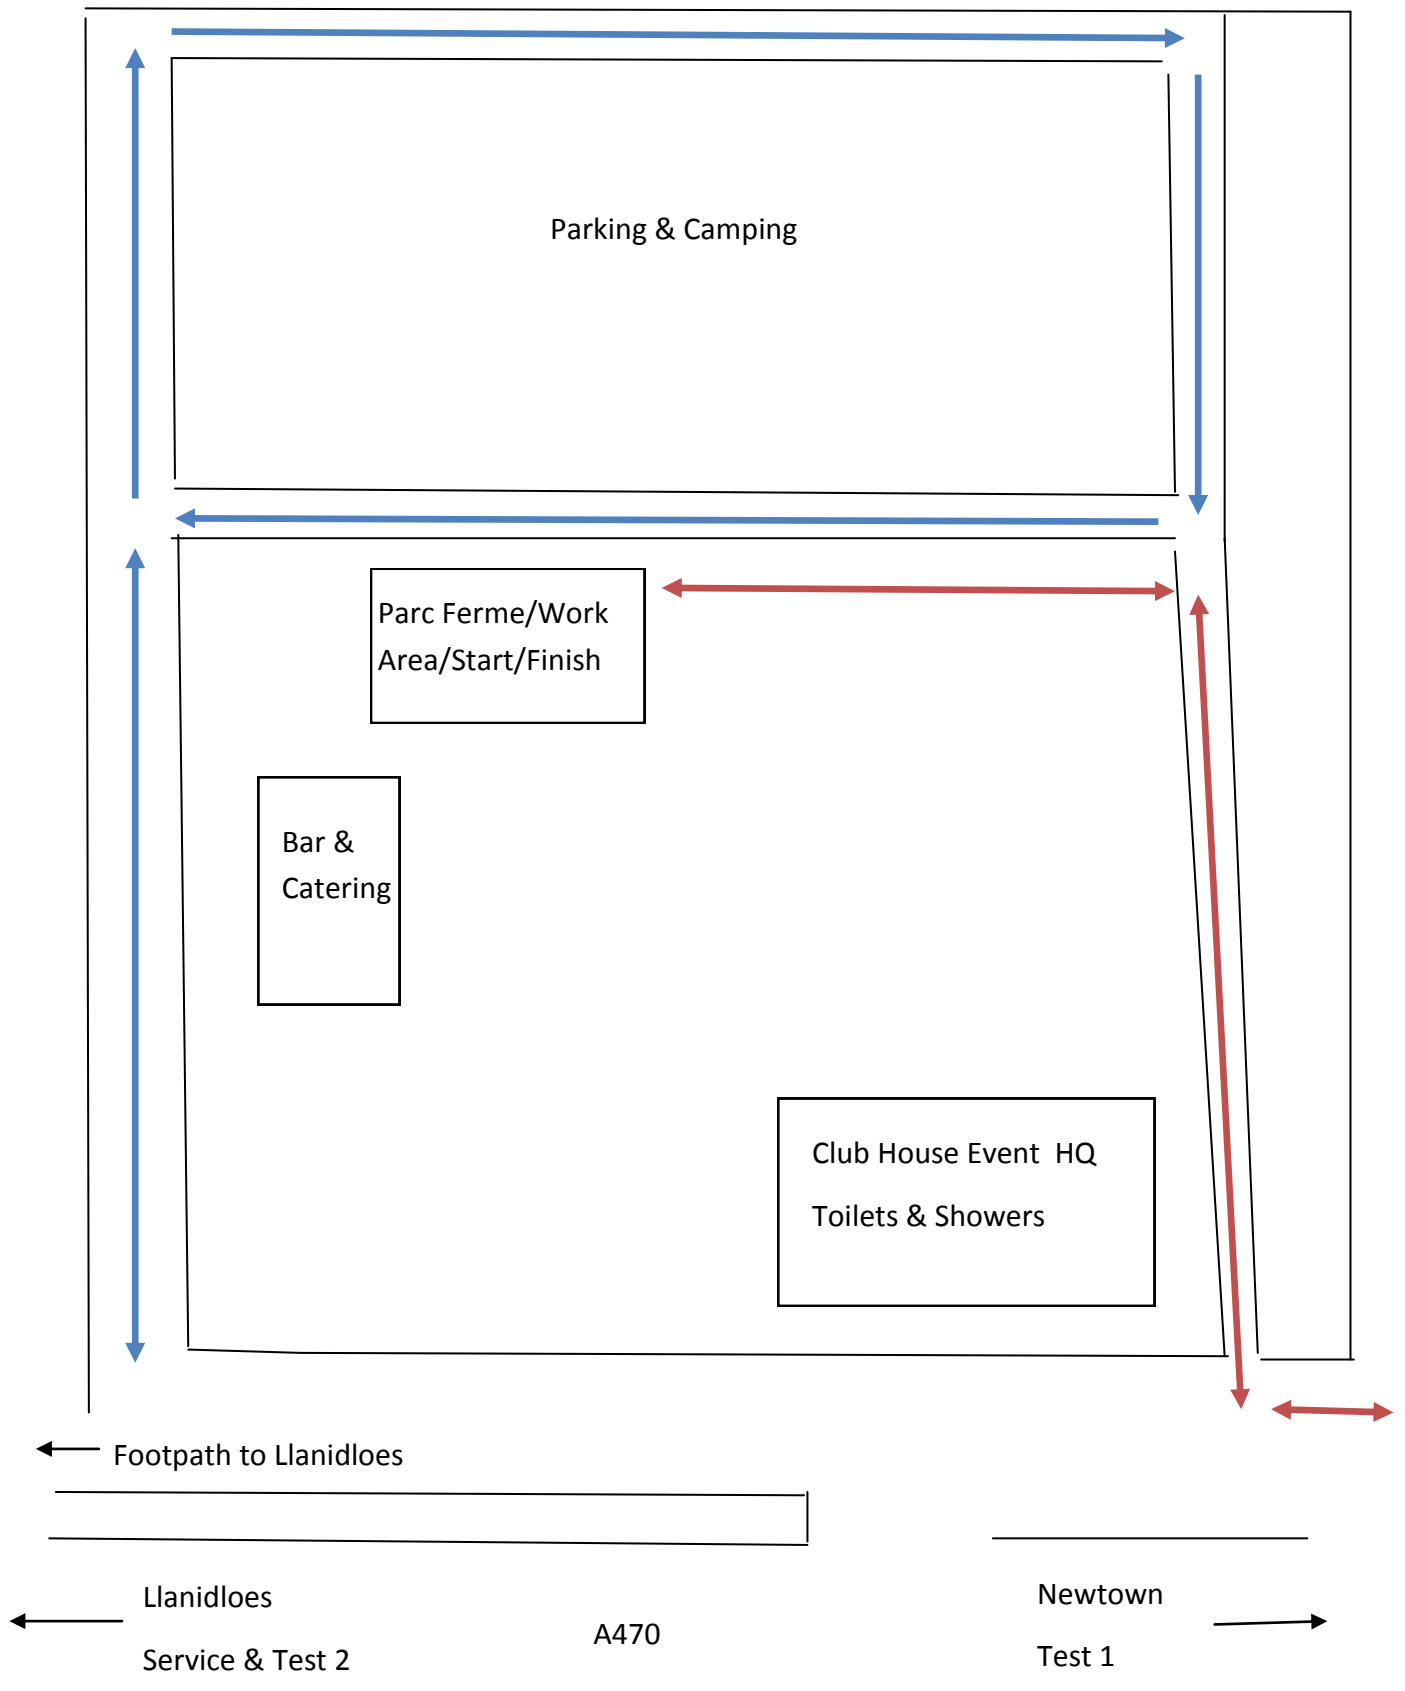 Parking & Camping
Parc Ferme/Work
Area/Start/Finish
Bar &
Catering
Club House Event  HQ
Toilets & Showers
Footpath to Llanidloes
Llanidloes
Service & Test 2
A470
Newtown
Test 1